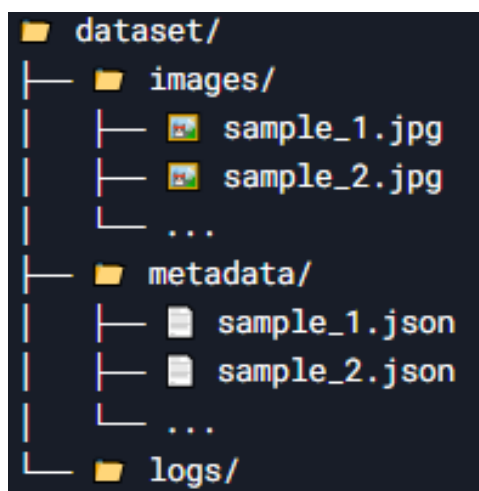 dataset/
├── images/
│ ├── sample_1.jpg
│ ├── sample_2.jpg
│ └── ...
├── metadata/
│ ├── sample_1.json
│ ├── sample_2.json
│ └── ...
└── logs/